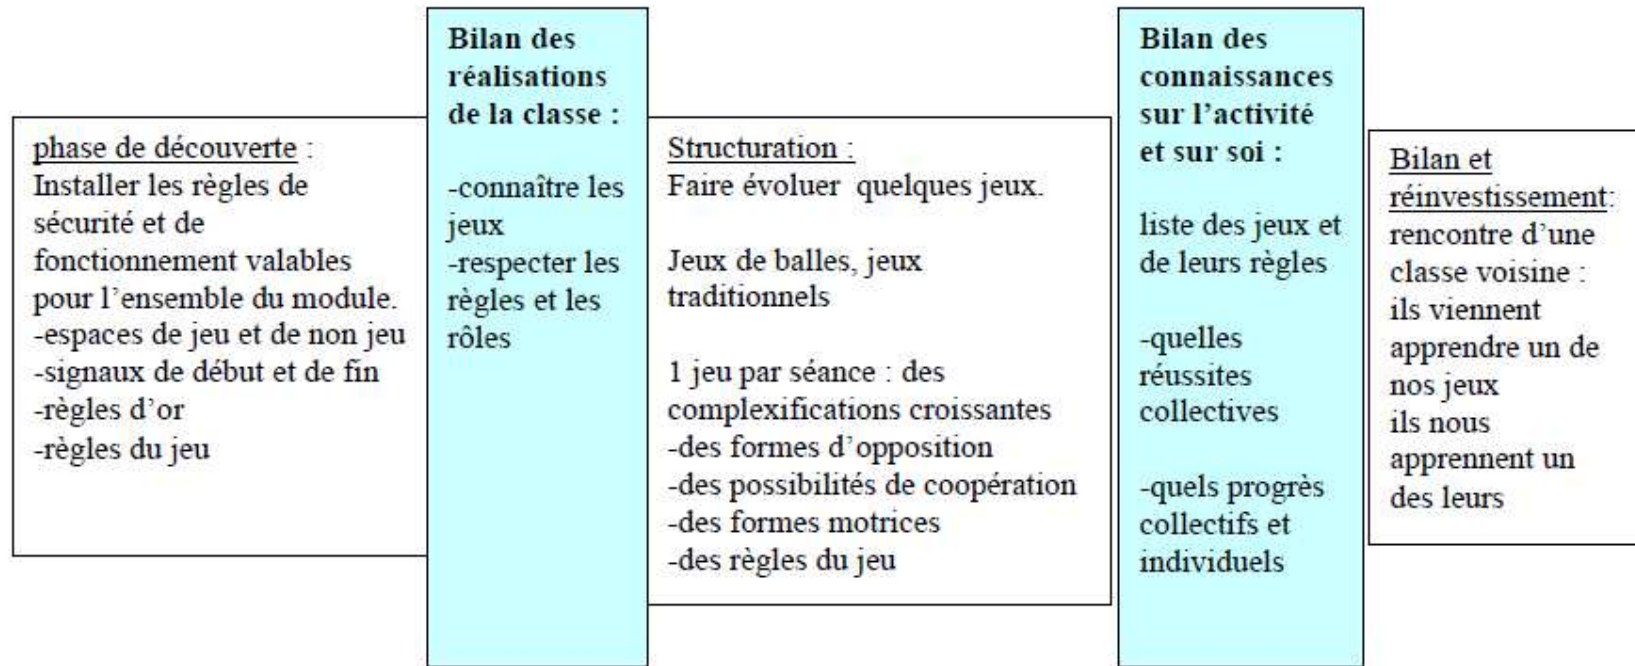 phase de découverte :
Installer les règles de
sécurité et de
fonctionnement valables
pour l'ensemble du module.
-espaces de jeu et de non jeu
-signaux de début et de fin
-règles d'or
-règles du jeu
Bilan des
réalisations
de la classe :
-connaître les
jeux
-respecter les
règles et les
rôles
Structuration :
Faire évoluer  quelques jeux.
Jeux de balles, jeux
traditionnels
1 jeu par séance : des
complexifications croissantes
-des formes d'opposition
-des possibilités de coopération
-des formes motrices
-des règles du jeu
Bilan des
connaissances
sur l'activité
et sur soi :
liste des jeux et
de leurs règles
-quelles
réussites
collectives
-quels progrès
collectifs et
individuels
Bilan et
réinvestissement:
rencontre d'une
classe voisine :
ils viennent
apprendre un de
nos jeux
ils nous
apprennent un
des leurs